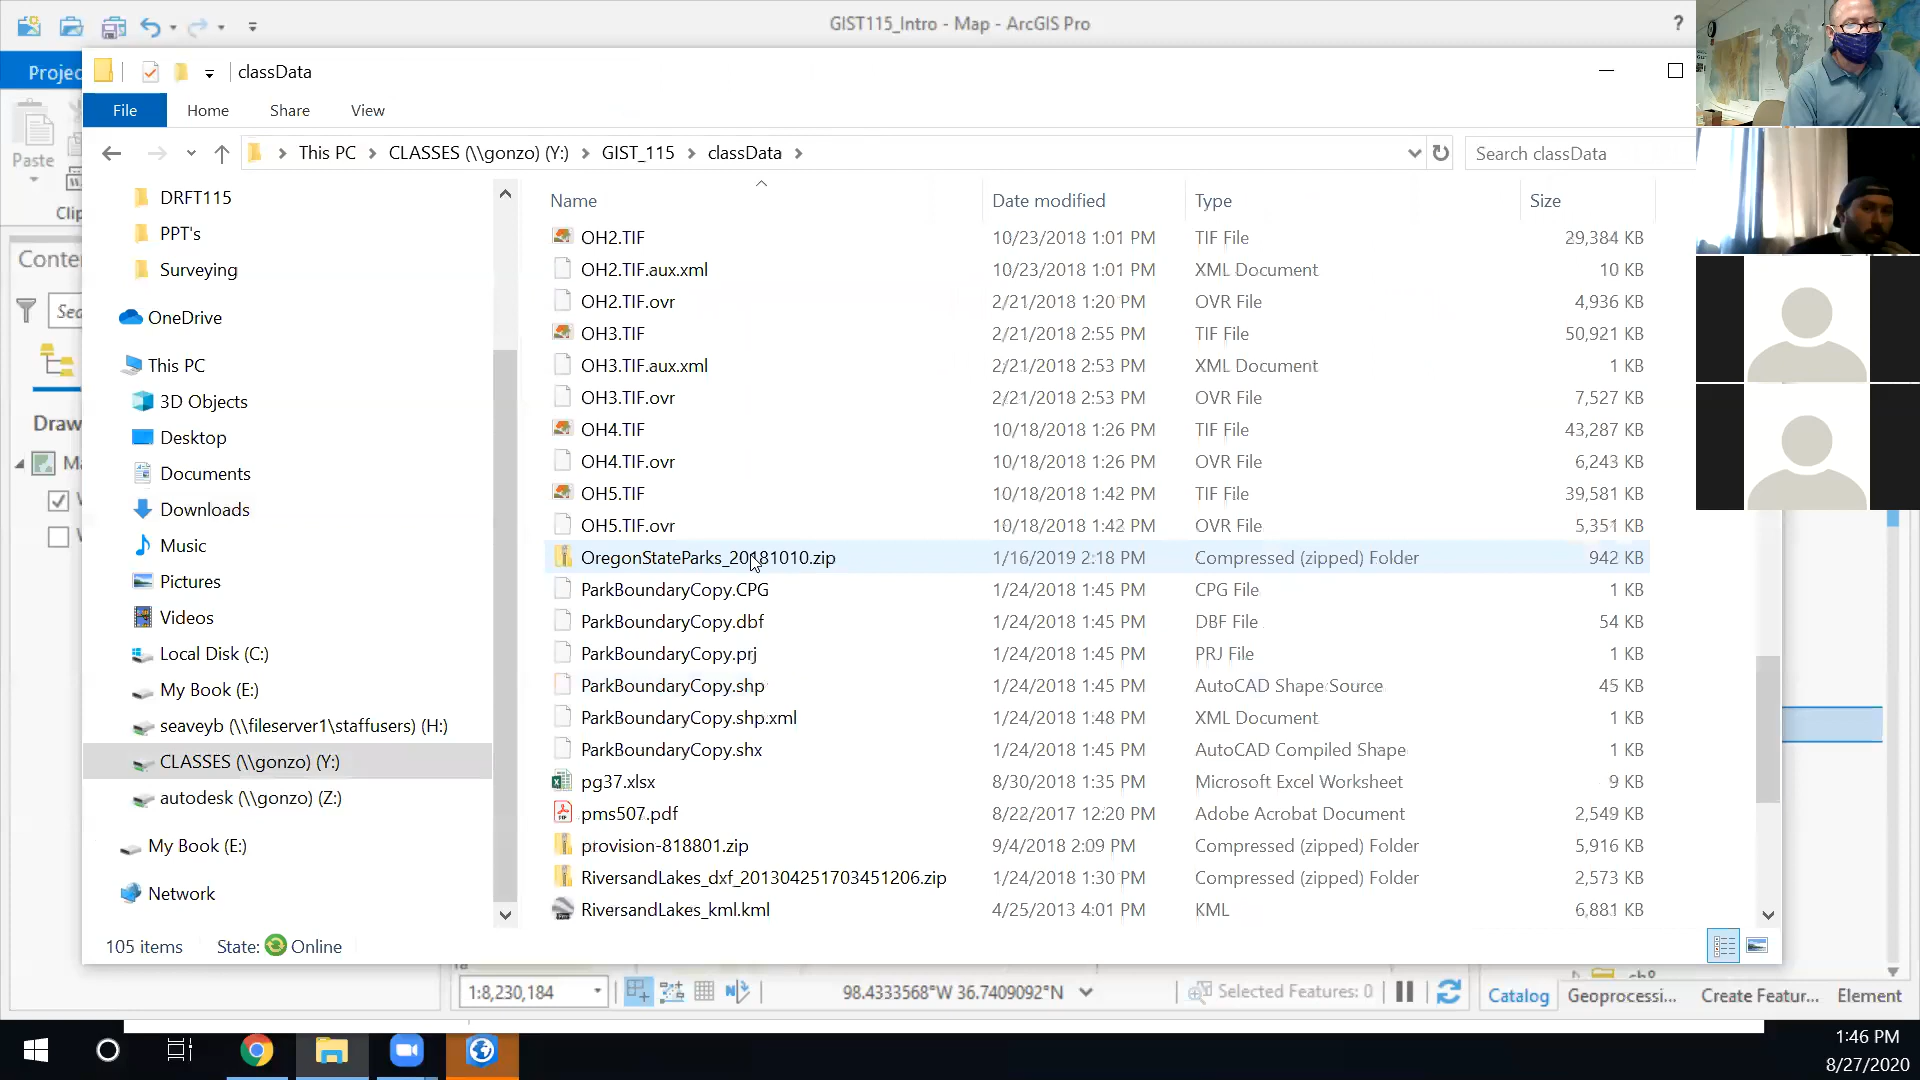 GIST115_Intro - Map - ArcGIS Pro
?
Projec
classData
File
Home
Share
View
Paste
This PC
CLASSES (\\gonzo) (Y:)
GIST_115
classData
Search classData
Clip
Conte
Sea
Draw
Ma
DRFT115
PPT's
Surveying
OneDrive
This PC
3D Objects
Desktop
Documents
Downloads
Music
Pictures
Videos
Local Disk (C:)
My Book (E:)
seaveyb (\\fileserver1\staffusers) (H:)
CLASSES (\\gonzo) (Y:)
autodesk (\\gonzo) (Z:)
My Book (E:)
Network
Name Date modified Type Size
OH2.TIF 10/23/2018 1:01 PM TIF File 29,384 KB
OH2.TIF.aux.xml 10/23/2018 1:01 PM XML Document 10 KB
OH2.TIF.ovr 2/21/2018 1:20 PM OVR File 4,936 KB
OH3.TIF 2/21/2018 2:55 PM TIF File 50,921 KB
OH3.TIF.aux.xml 2/21/2018 2:53 PM XML Document 1 KB
OH3.TIF.ovr 2/21/2018 2:53 PM OVR File 7,527 KB
OH4.TIF 10/18/2018 1:26 PM TIF File 43,287 KB
OH4.TIF.ovr 10/18/2018 1:26 PM OVR File 6,243 KB
OH5.TIF 10/18/2018 1:42 PM TIF File 39,581 KB
OH5.TIF.ovr 10/18/2018 1:42 PM OVR File 5,351 KB
OregonStateParks_20181010.zip 1/16/2019 2:18 PM Compressed (zipped) Folder 942 KB
ParkBoundaryCopy.CPG 1/24/2018 1:45 PM CPG File 1 KB
ParkBoundaryCopy.dbf 1/24/2018 1:45 PM DBF File 54 KB
ParkBoundaryCopy.prj 1/24/2018 1:45 PM PRJ File 1 KB
ParkBoundaryCopy.shp 1/24/2018 1:45 PM AutoCAD Shape Source 45 KB
ParkBoundaryCopy.shp.xml 1/24/2018 1:48 PM XML Document 1 KB
ParkBoundaryCopy.shx 1/24/2018 1:45 PM AutoCAD Compiled Shape 1 KB
pg37.xlsx 8/30/2018 1:35 PM Microsoft Excel Worksheet 9 KB
pms507.pdf 8/22/2017 12:20 PM Adobe Acrobat Document 2,549 KB
provision-818801.zip 9/4/2018 2:09 PM Compressed (zipped) Folder 5,916 KB
RiversandLakes_dxf_201304251703451206.zip 1/24/2018 1:30 PM Compressed (zipped) Folder 2,573 KB
RiversandLakes_kml.kml 4/25/2013 4:01 PM KML 6,881 KB
105 items State: Online
1:8,230,184
98.4333568°W 36.7409092°N
Selected Features: 0
ch8
Catalog Geoprocessi... Create Featur... Element
1:46 PM
8/27/2020